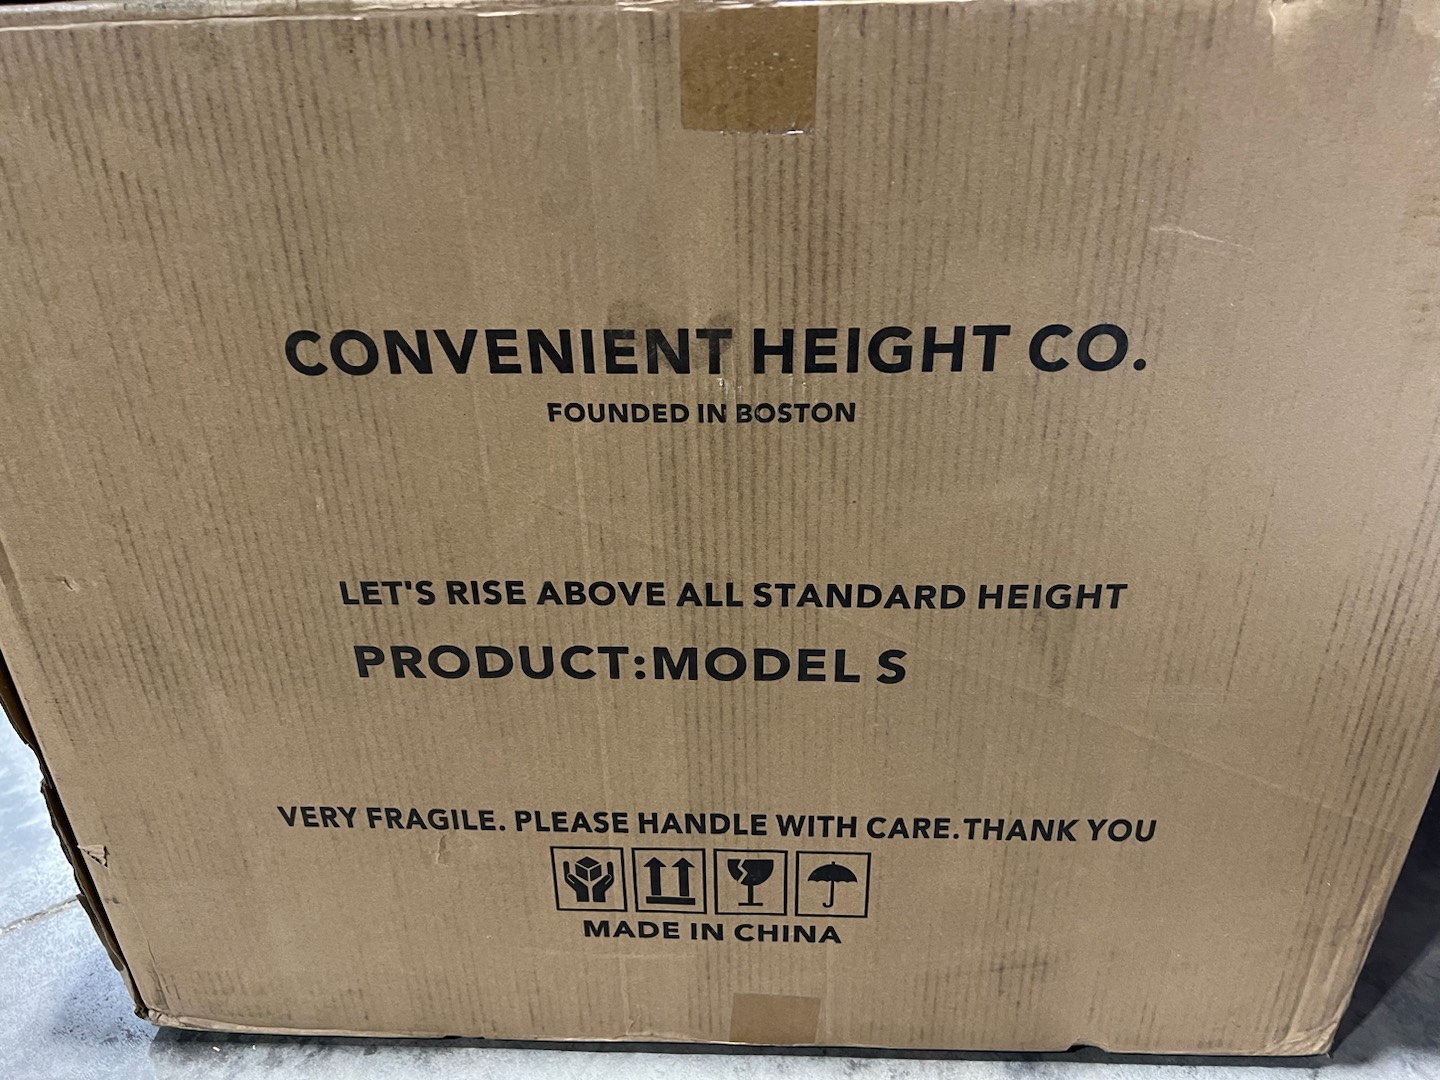 CONVENIENT HEIGHT CO.
FOUNDED IN BOSTON
LET'S RISE ABOVE ALL STANDARD HEIGHT
PRODUCT:MODEL S
VERY FRAGILE. PLEASE HANDLE WITH CARE.THANK YOU
MADE IN CHINA